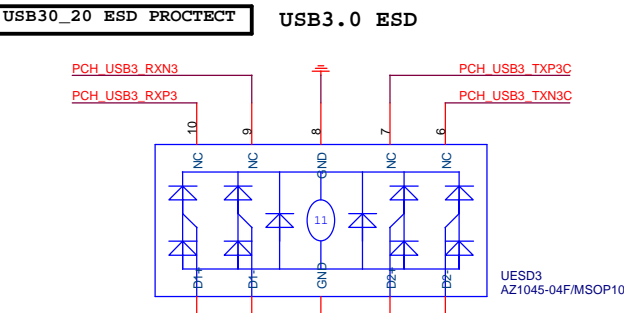 USB30_20 ESD PROCTECT
USB3.0 ESD
PCH_USB3_RXN3
PCH_USB3_TXP3C
PCH_USB3_RXP3
PCH_USB3_TXN3C
10
9
8
7
6
NC
NC
GND
NC
NC
11
D1+
D1-
GND
D2+
D2-
UESD3
AZ1045-04F/MSOP10